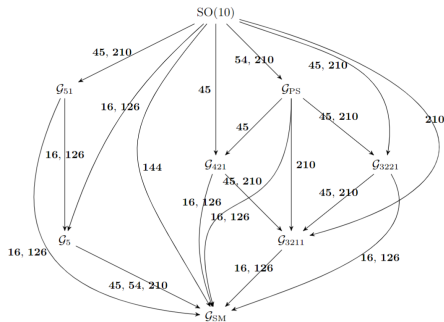 SO(10)
45, 210
54, 210
45, 210
𝒢51
16, 126
45
𝒢PS
210
45
45, 210
16, 126
144
𝒢421
210
𝒢3221
45, 210
45, 210
16, 126
16, 126
𝒢5
𝒢3211
16, 126
16, 126
16, 126
45, 54, 210
𝒢SM